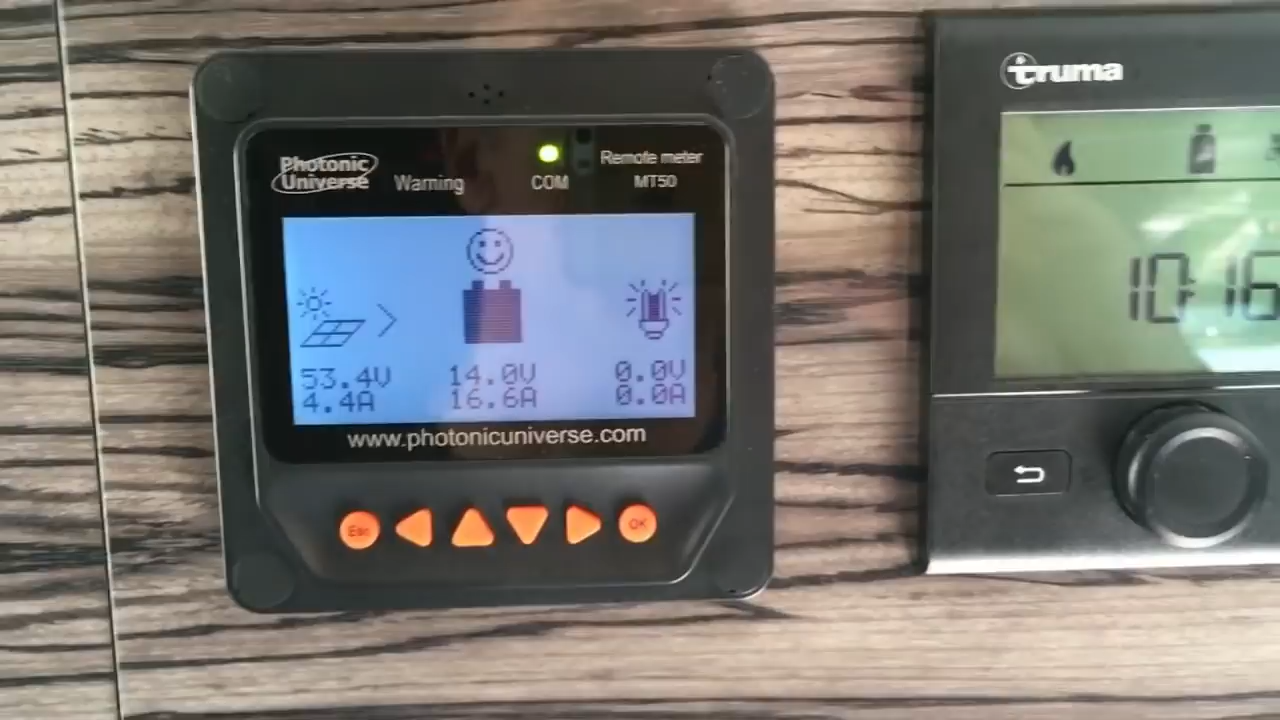 Photonic
Universe
Warning
COM
Remote meter
MT50
53.4V
4.4A
14.0V
16.6A
0.0V
0.0A
www.photonicuniverse.com
Esc
OK
truma
10:16